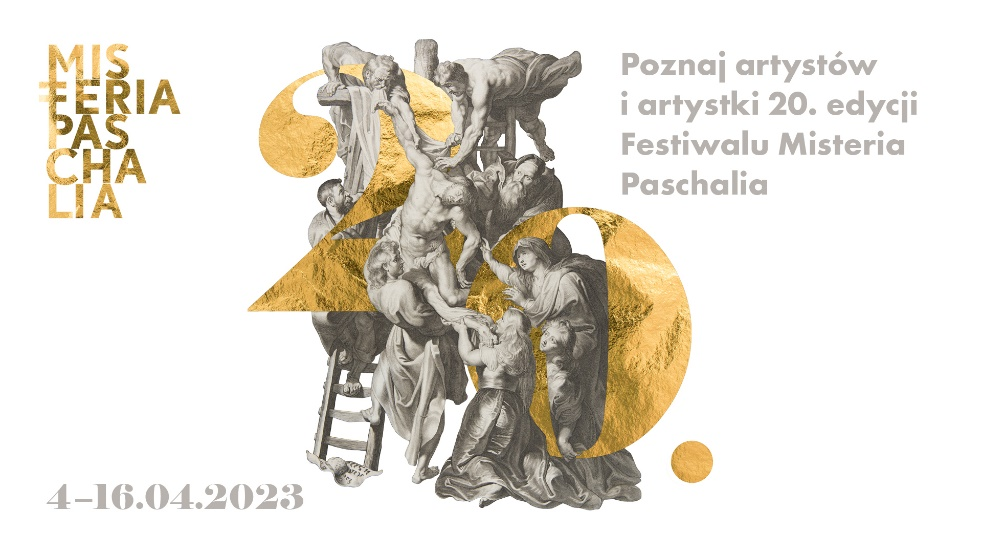 MIS
TERIA
PAS
CHA
LIA
Poznaj artystów
i artystki 20. edycji
Festiwalu Misteria
Paschalia
20.
4–16.04.2023